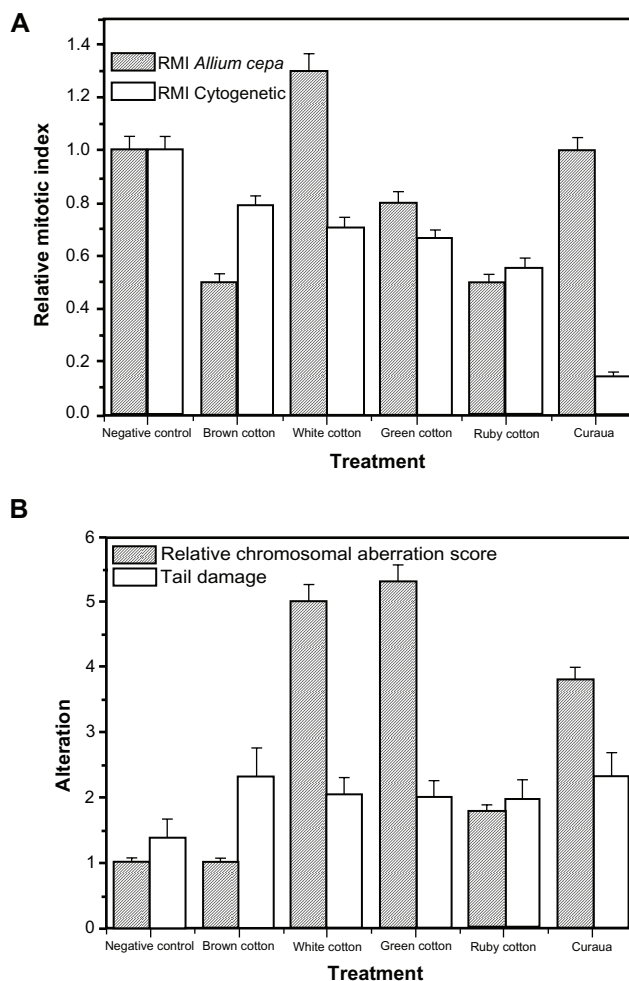 A
RMI Allium cepa
RMI Cytogenetic
1.4
1.2
1.0
0.8
0.6
0.4
0.2
0.0
Relative mitotic index
Negative control Brown cotton White cotton Green cotton Ruby cotton Curaua
Treatment
B
Relative chromosomal aberration score
Tail damage
6
5
4
3
2
1
0
Alteration
Negative control Brown cotton White cotton Green cotton Ruby cotton Curaua
Treatment